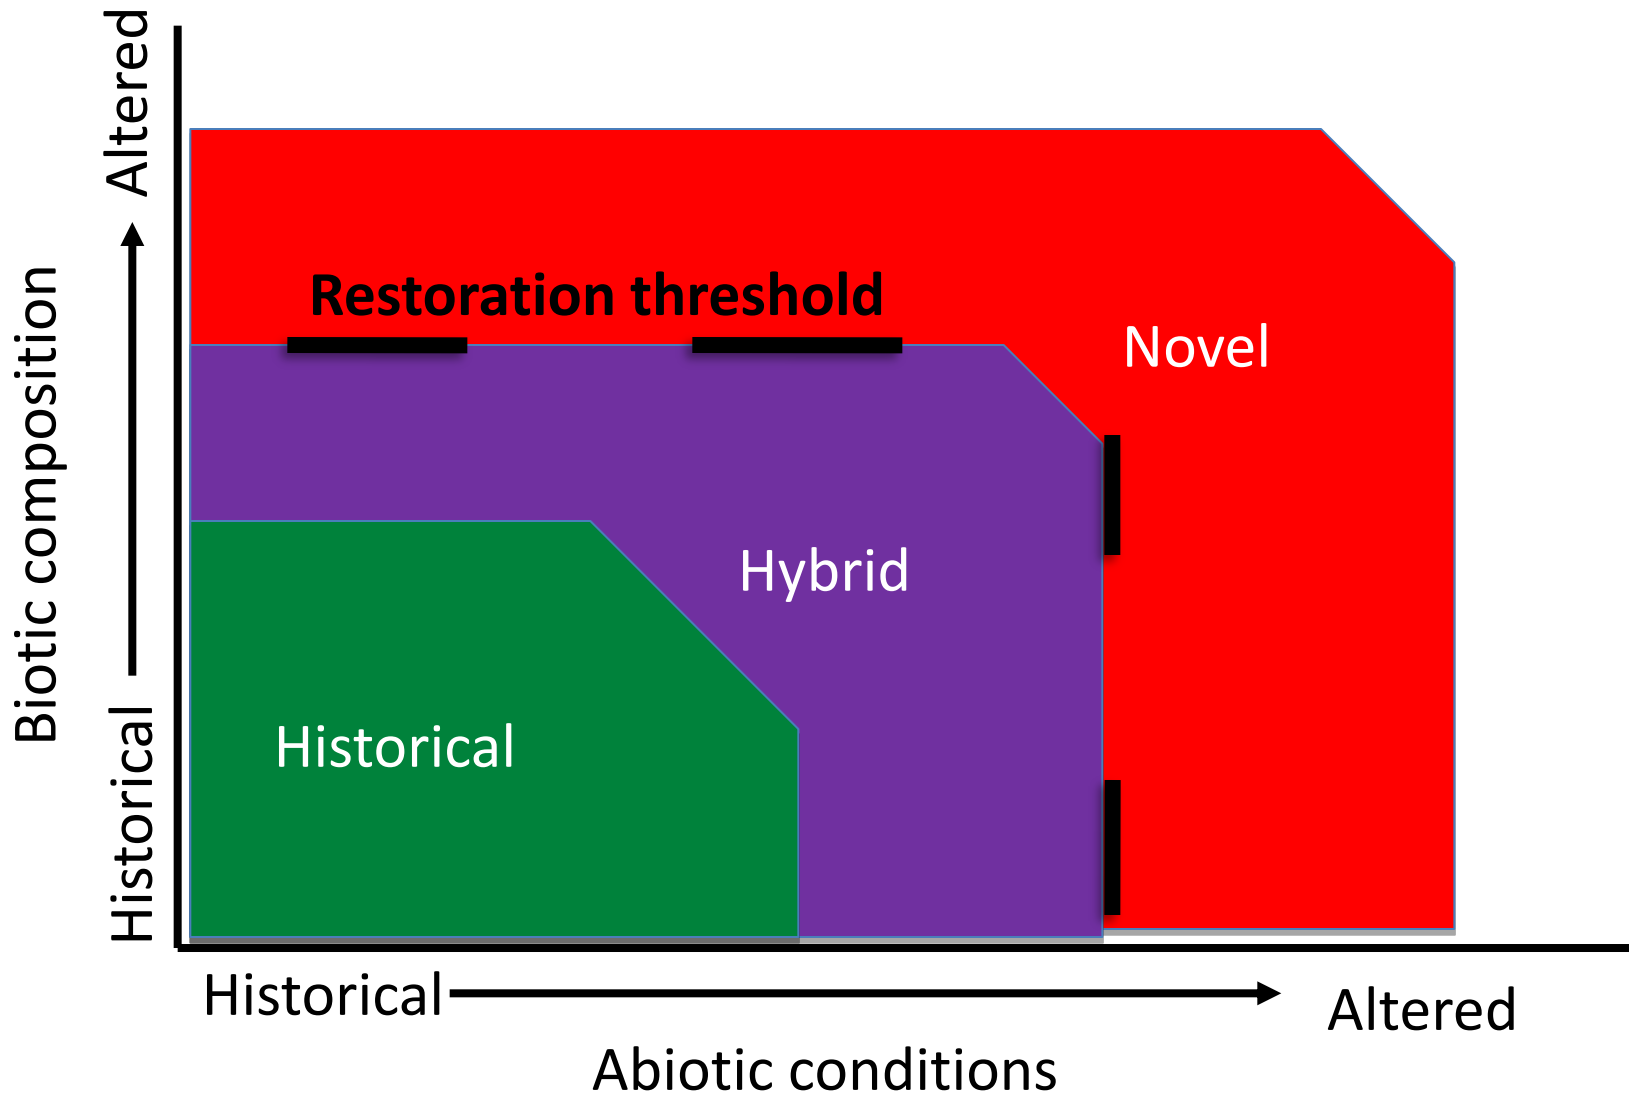 Altered
Biotic composition
Historical
Restoration threshold
Novel
Hybrid
Historical
Historical
Altered
Abiotic conditions